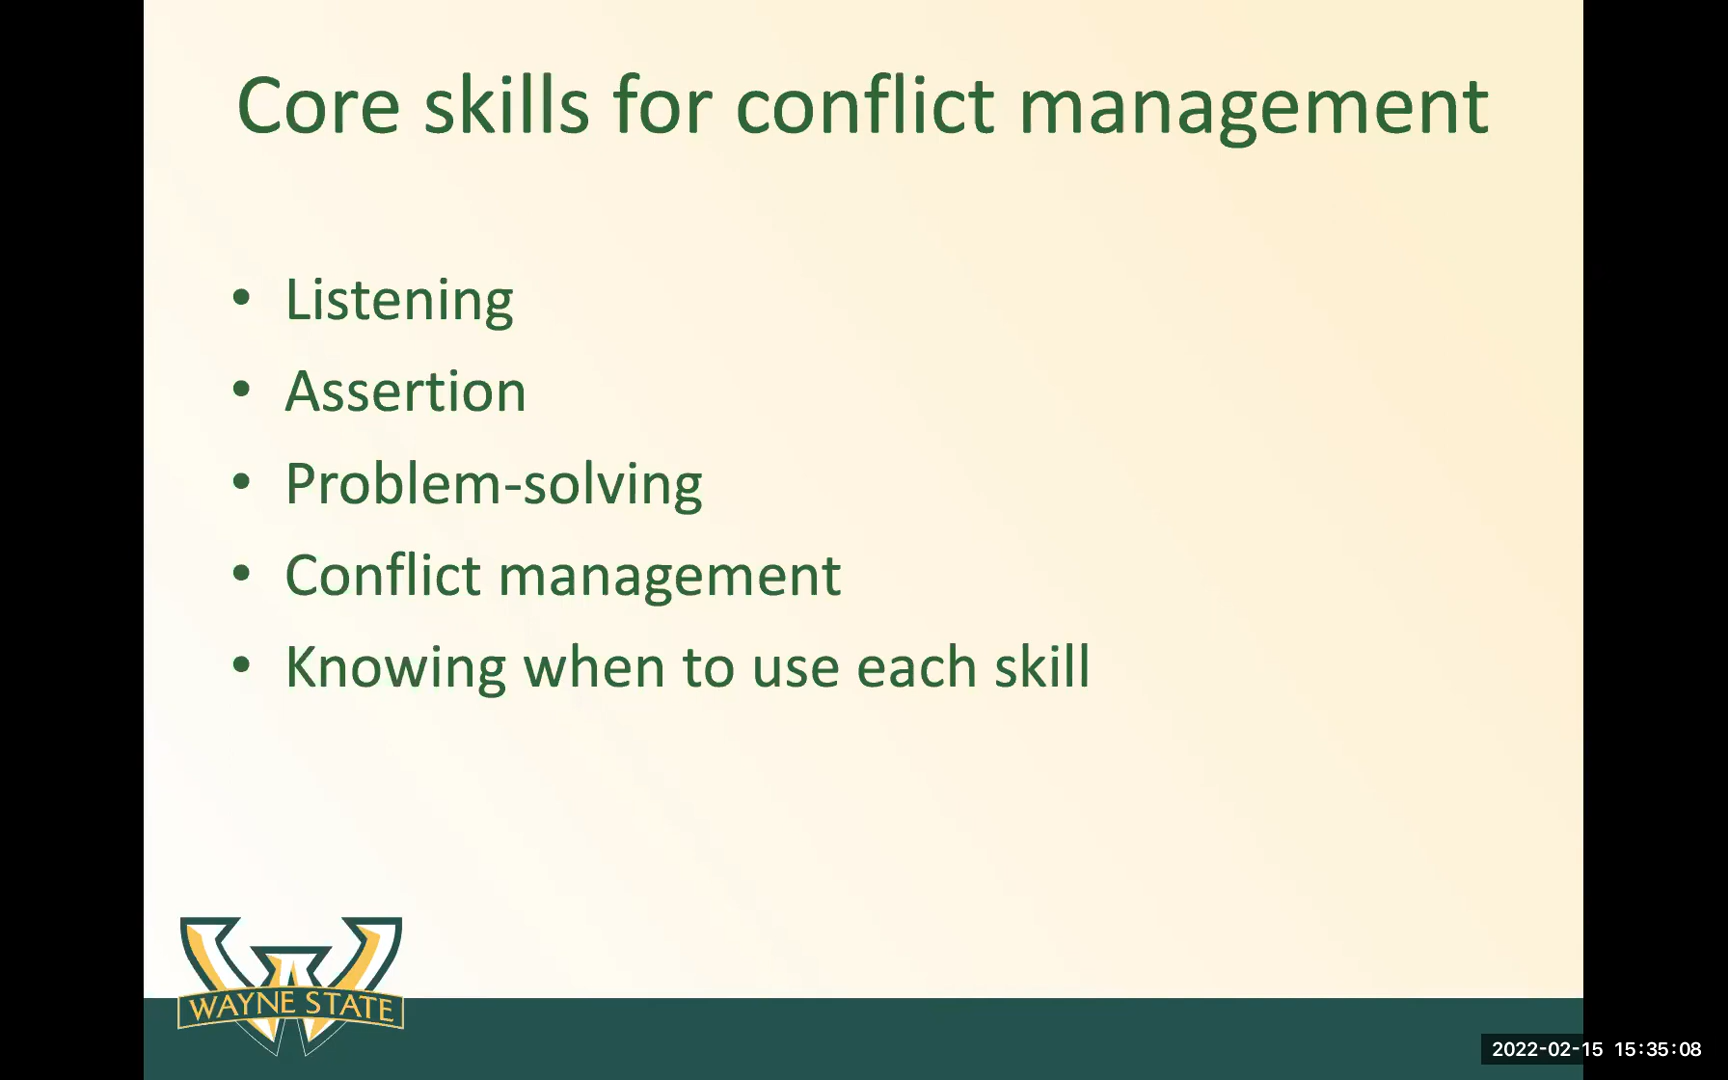 Core skills for conflict management
• Listening
• Assertion
• Problem-solving
• Conflict management
• Knowing when to use each skill
WAYNE STATE
2022-02-15 15:35:08